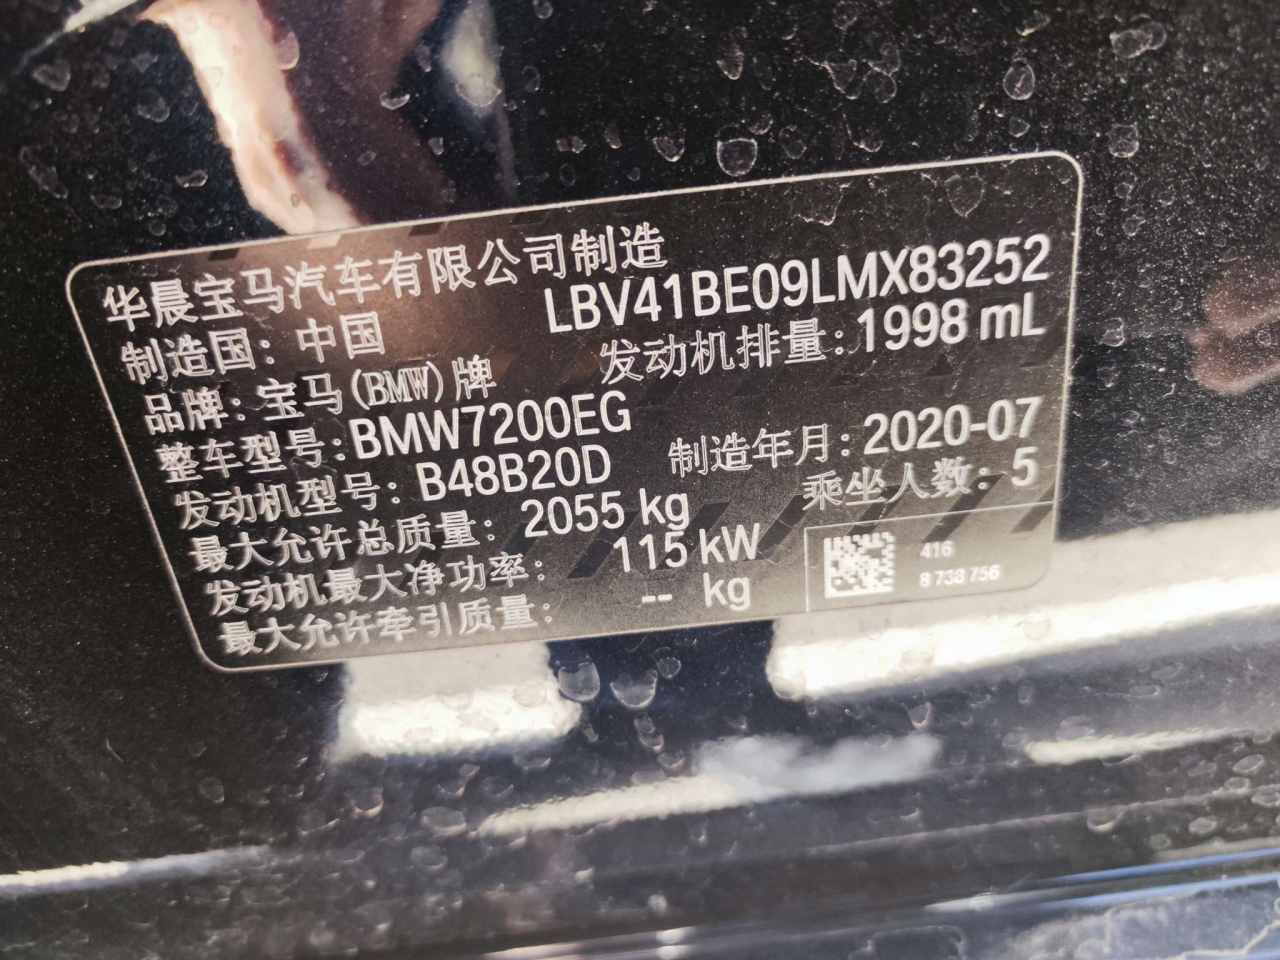 华晨宝马汽车有限公司制造
LBV41BE09LMX83252
制造国：中国
发动机排量：1998 mL
品牌：宝马(BMW)牌
整车型号：BMW7200EG
制造年月：2020-07
发动机型号：B48B20D
乘坐人数：5
最大允许总质量：2055 kg
发动机最大净功率：115 kW
最大允许牵引质量：-- kg
416
8 738 756